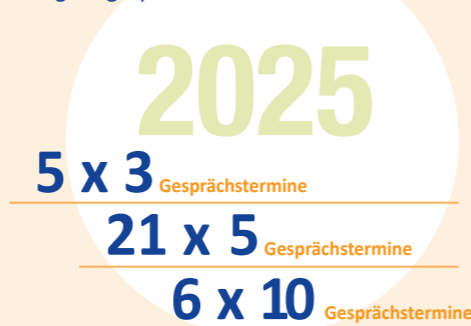 2025
5 x 3 Gesprächstermine
21 x 5 Gesprächstermine
6 x 10 Gesprächstermine